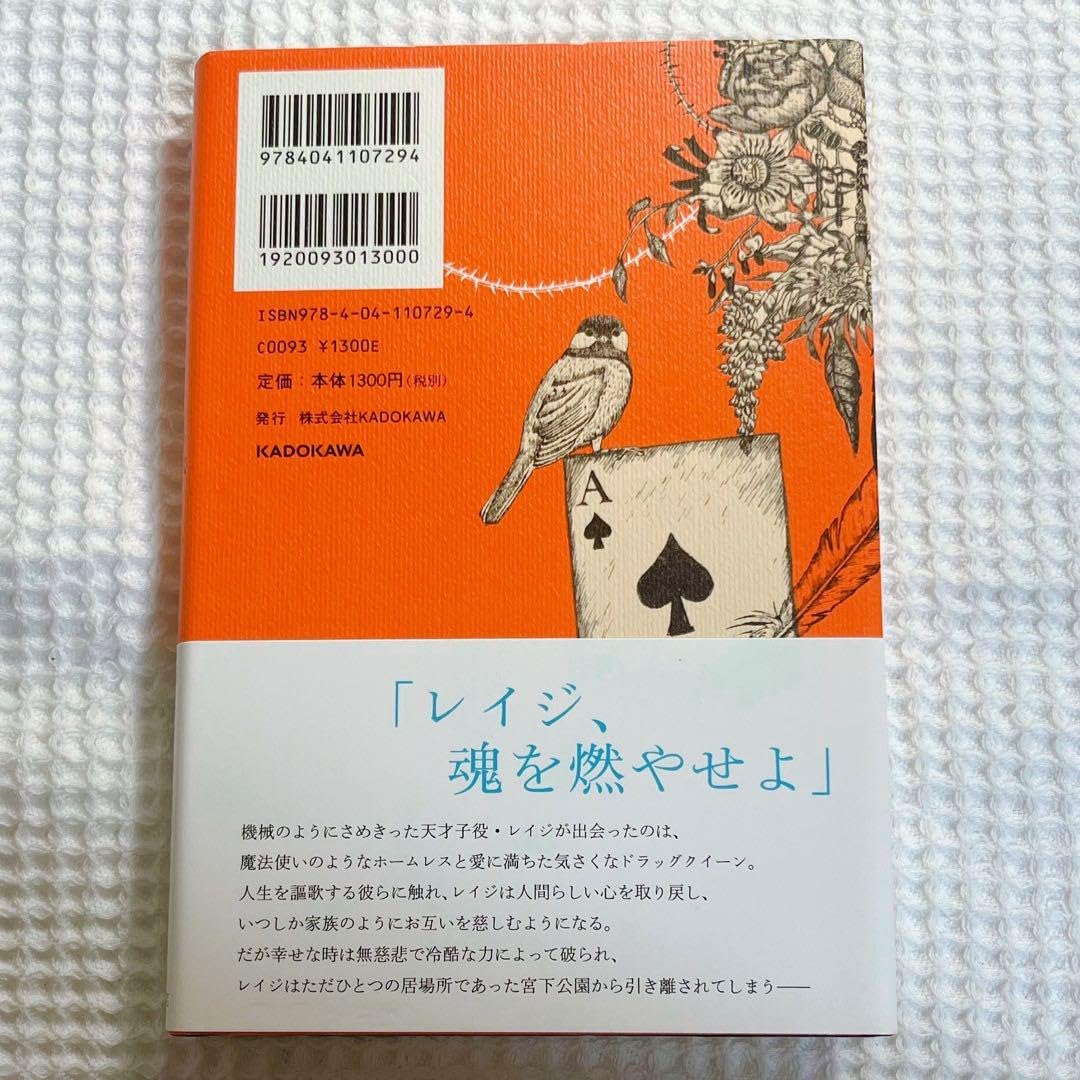 9784041107294
1920093013000
ISBN978-4-04-110729-4
C0093 ¥1300E
定価：本体1300円（税別）
発行 株式会社KADOKAWA
KADOKAWA
A
「レイジ、
魂を燃やせよ」
機械のようにさめきった天才子役・レイジが出会ったのは、
魔法使いのようなホームレスと愛に満ちた気さくなドラッグクイーン。
人生を謳歌する彼らに触れ、レイジは人間らしい心を取り戻し、
いつしか家族のようにお互いを慈しむようになる。
だが幸せな時は無慈悲で冷酷な力によって破られ、
レイジはただひとつの居場所であった宮下公園から引き離されてしまう――